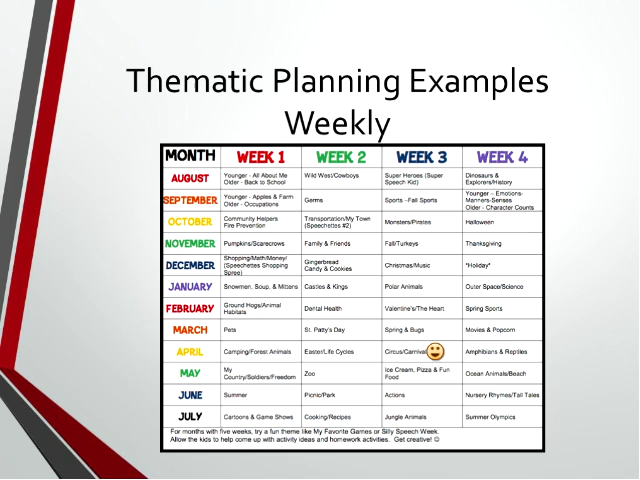 Thematic Planning Examples
Weekly
MONTH WEEK 1 WEEK 2 WEEK 3 WEEK 4
AUGUST
Younger - All About Me
Older - Back to School
Wild West/Cowboys
Super Heroes (Super
Speech Kid)
Dinosaurs &
Explorers/History
SEPTEMBER
Younger - Apples & Farm
Older - Occupations
Germs
Sports -Fall Sports
Younger - Emotions-
Manners-Senses
Older - Character Counts
OCTOBER
Community Helpers
Fire Prevention
Transportation/My Town
(Speechettes #2)
Monsters/Pirates
Halloween
NOVEMBER
Pumpkins/Scarecrows
Family & Friends
Fall/Turkeys
Thanksgiving
DECEMBER
Shopping/Math/Money/
(Speechettes Shopping
Spree)
Gingerbread
Candy & Cookies
Christmas/Music
*Holiday*
JANUARY
Snowmen, Soup, & Mittens
Castles & Kings
Polar Animals
Outer Space/Science
FEBRUARY
Ground Hogs/Animal
Habitats
Dental Health
Valentine's/The Heart
Spring Sports
MARCH
Pets
St. Patty's Day
Spring & Bugs
Movies & Popcorn
APRIL
Camping/Forest Animals
Easter/Life Cycles
Circus/Carnival
Amphibians & Reptiles
MAY
My
Country/Soldiers/Freedom
Zoo
Ice Cream, Pizza & Fun
Food
Ocean Animals/Beach
JUNE
Summer
Picnic/Park
Actions
Nursery Rhymes/Tall Tales
JULY
Cartoons & Game Shows
Cooking/Recipes
Jungle Animals
Summer Olympics
For months with five weeks, try a fun theme like My Favorite Games or Silly Speech Week.
Allow the kids to help come up with activity ideas and homework activities. Get creative! ☺